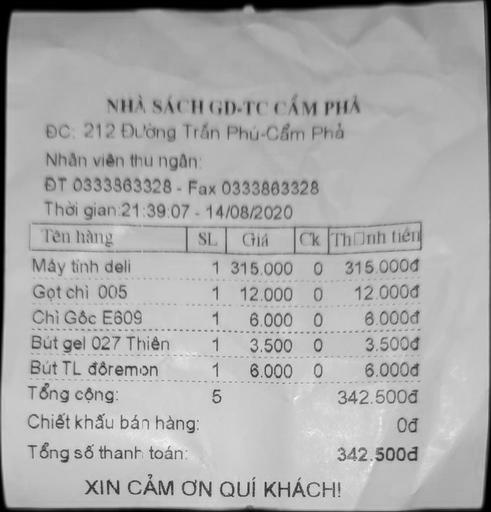 NHÀ SÁCH GD-TC CẨM PHẢ
ĐC: 212 Đường Trần Phú-Cẩm Phả
Nhân viên thu ngân:
ĐT 0333863328 - Fax 0333863328
Thời gian:21:39:07 - 14/08/2020
Tên hàng SL Giá Ck Th□nh tiền
Máy tính deli 1 315.000 0 315.000đ
Gọt chì 005 1 12.000 0 12.000đ
Chì Gôc E609 1 6.000 0 6.000đ
Bút gel 027 Thiên 1 3.500 0 3.500đ
Bút TL đôremon 1 6.000 0 6.000đ
Tổng cộng: 5 342.500đ
Chiết khấu bán hàng: 0đ
Tổng số thanh toán: 342.500đ
XIN CẢM ƠN QUÍ KHÁCH!